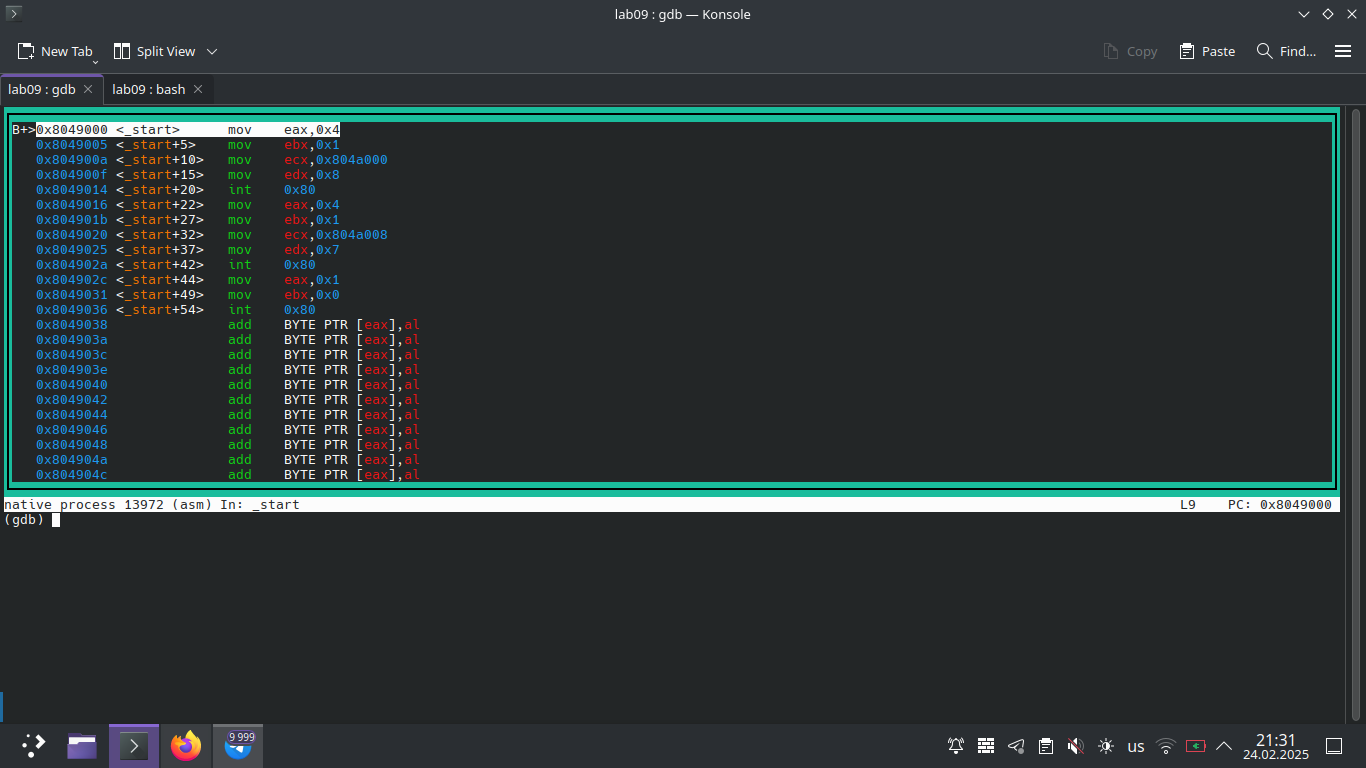 lab09 : gdb — Konsole
New Tab Split View Copy Paste Find...
lab09 : gdb lab09 : bash
B+>0x8049000 <_start> mov eax,0x4
0x8049005 <_start+5> mov ebx,0x1
0x804900a <_start+10> mov ecx,0x804a000
0x804900f <_start+15> mov edx,0x8
0x8049014 <_start+20> int 0x80
0x8049016 <_start+22> mov eax,0x4
0x804901b <_start+27> mov ebx,0x1
0x8049020 <_start+32> mov ecx,0x804a008
0x8049025 <_start+37> mov edx,0x7
0x804902a <_start+42> int 0x80
0x804902c <_start+44> mov eax,0x1
0x8049031 <_start+49> mov ebx,0x0
0x8049036 <_start+54> int 0x80
0x8049038 add BYTE PTR [eax],al
0x804903a add BYTE PTR [eax],al
0x804903c add BYTE PTR [eax],al
0x804903e add BYTE PTR [eax],al
0x8049040 add BYTE PTR [eax],al
0x8049042 add BYTE PTR [eax],al
0x8049044 add BYTE PTR [eax],al
0x8049046 add BYTE PTR [eax],al
0x8049048 add BYTE PTR [eax],al
0x804904a add BYTE PTR [eax],al
0x804904c add BYTE PTR [eax],al
native process 13972 (asm) In: _start L9 PC: 0x8049000
(gdb)
9 999
us
21:31
24.02.2025